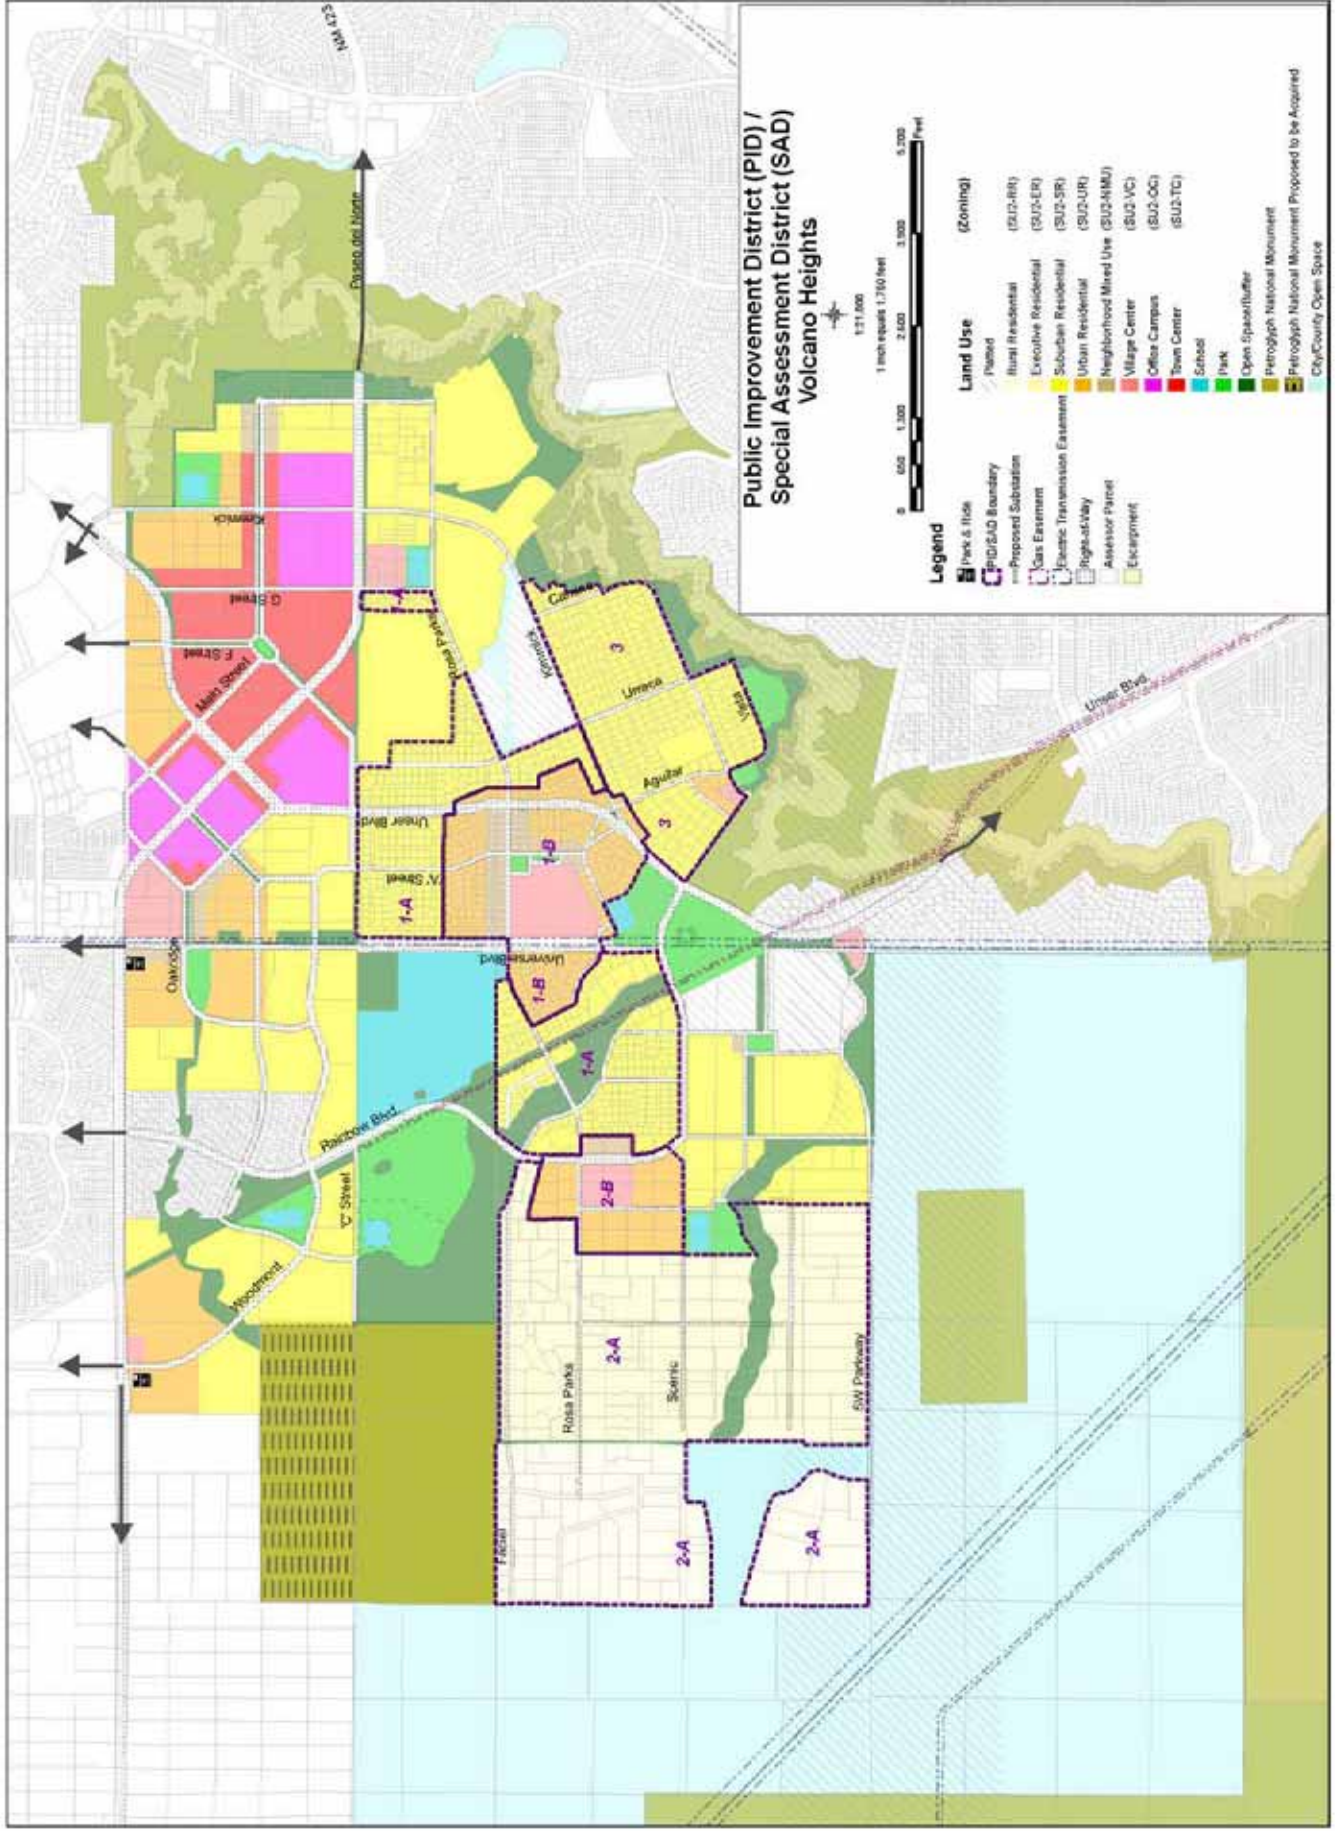 Public Improvement District (PID) /
Special Assessment District (SAD)
Volcano Heights
1:21,000
1 inch equals 1,750 feet
0 650 1,300 2,600 3,900 5,200
Feet
Legend
Park & Ride
PID/SAD Boundary
Proposed Substation
Gas Easement
Electric Transmission Easement
Right-of-Way
Assessor Parcel
Escarpment
Land Use (Zoning)
Platted
Rural Residential (SU2-RR)
Executive Residential (SU2-ER)
Suburban Residential (SU2-SR)
Urban Residential (SU2-UR)
Neighborhood Mixed Use (SU2-NMU)
Village Center (SU2-VC)
Office Campus (SU2-OC)
Town Center (SU2-TC)
School
Park
Open Space/Buffer
Petroglyph National Monument
Petroglyph National Monument Proposed to be Acquired
City/County Open Space
NM 423
Paseo del Norte
Kimmick
G Street
F Street
Main Street
Rosa Parks
Kimmick
Urraca
Vista
Aguilar
Unser Blvd.
Unser Blvd.
"A" Street
Universe Blvd.
Oakridge
Rainbow Blvd.
"C" Street
Woodmont
Rosa Parks
Scenic
SW Parkway
1-A
1-B
1-B
1-A
2-B
2-A
2-A
2-A
3
3